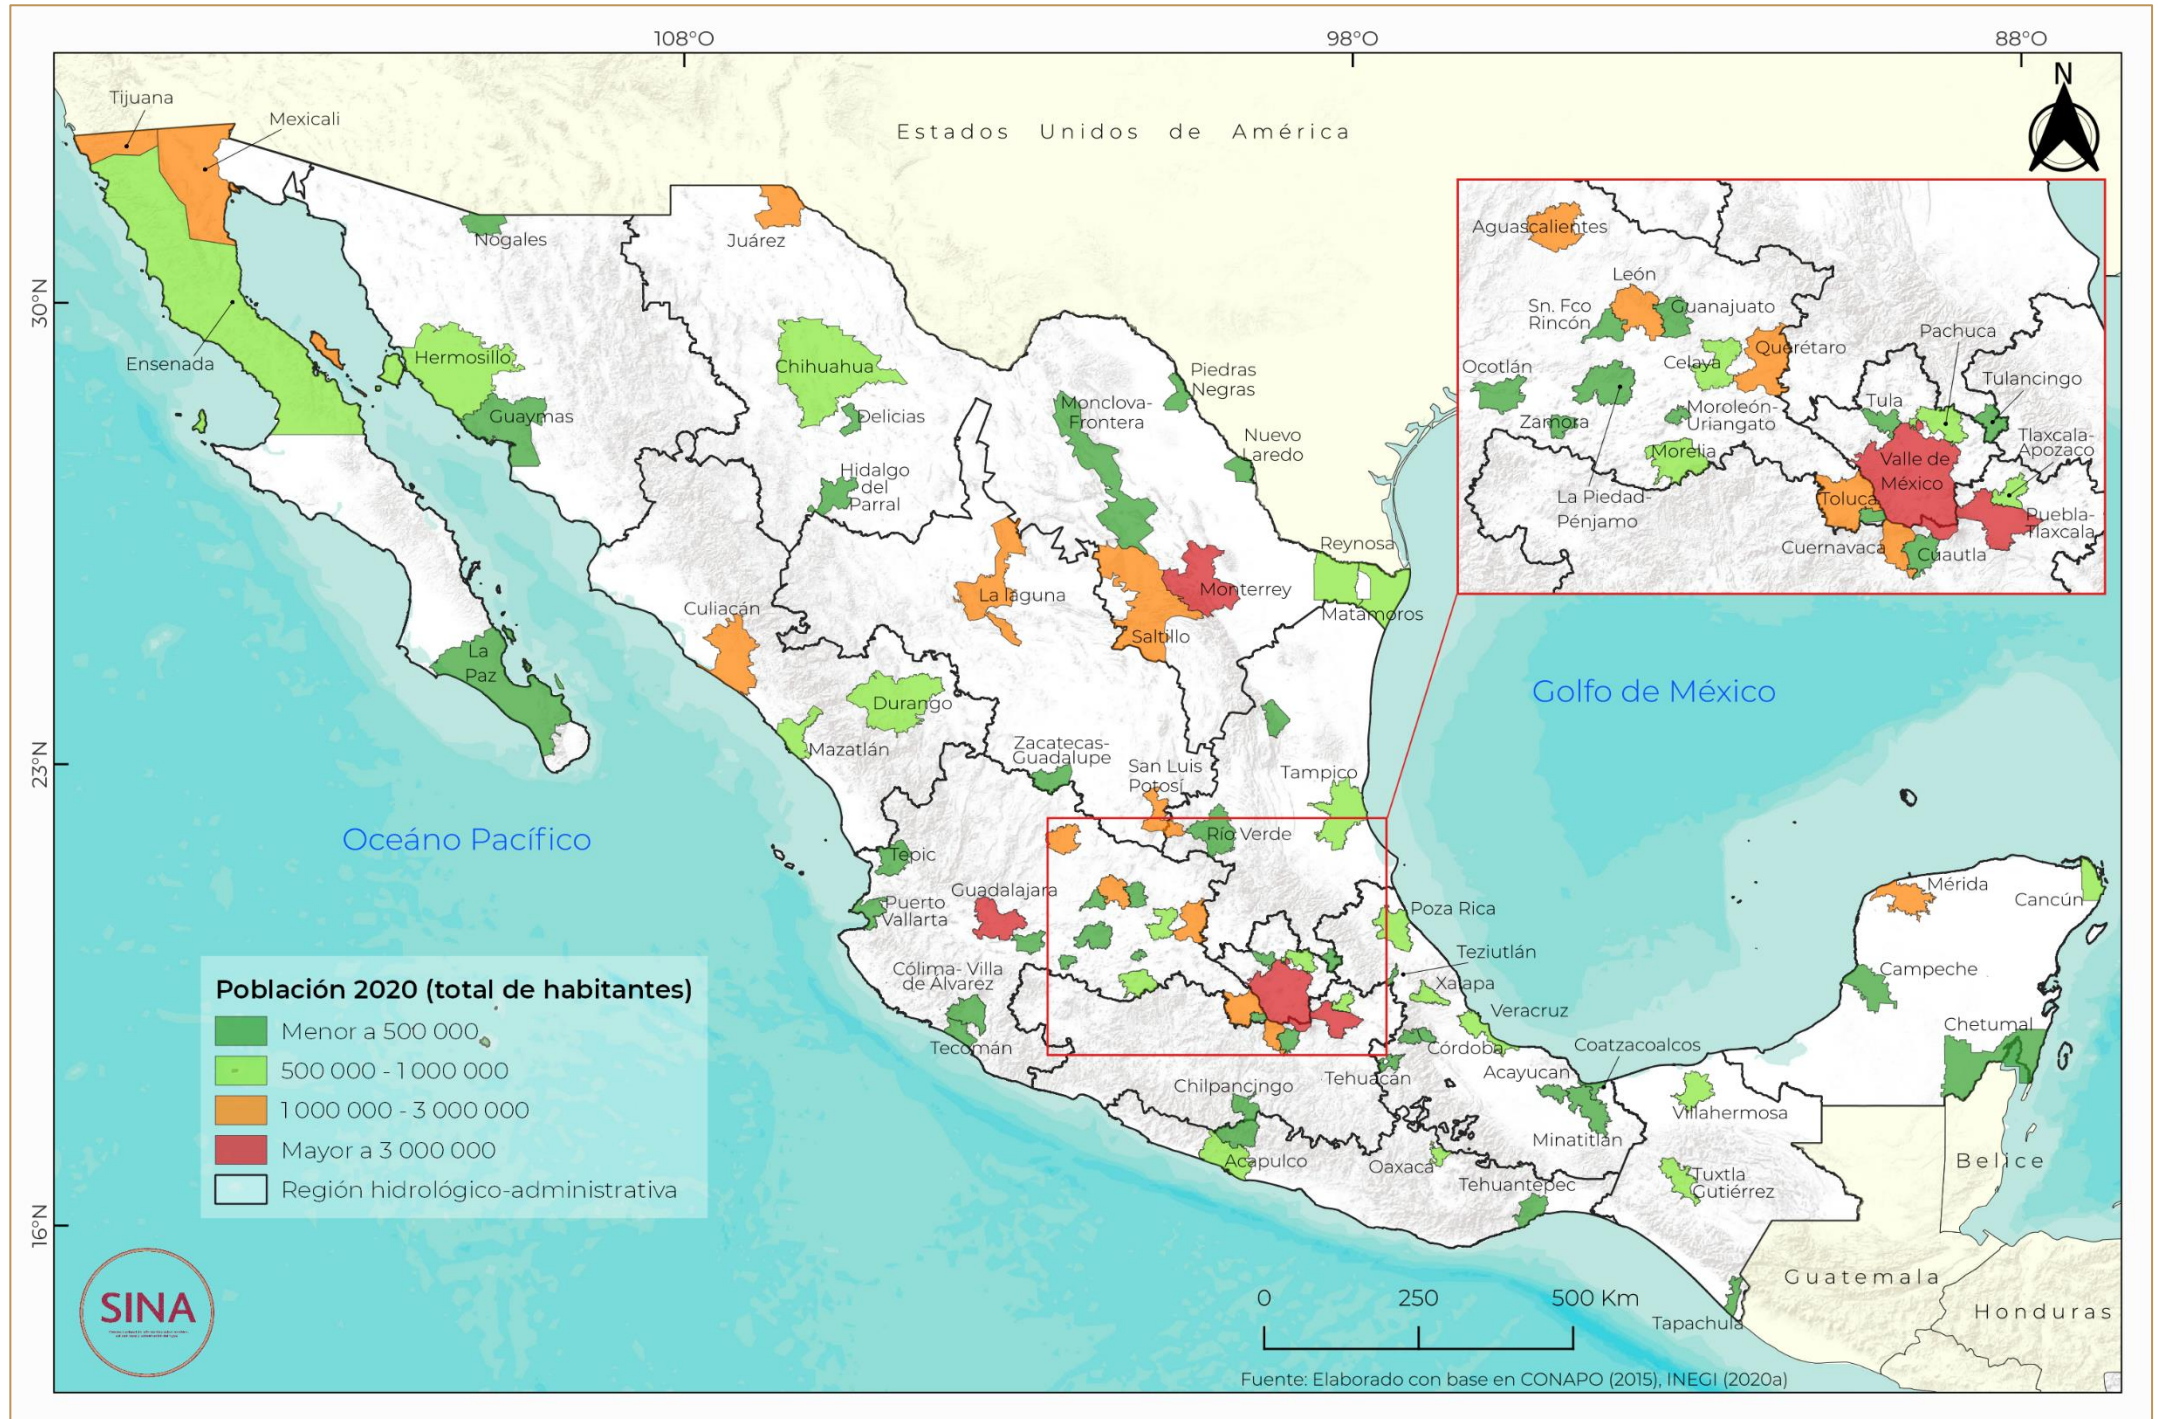 108°O
98°O
88°O
N
Tijuana
Mexicali
Estados Unidos de América
Nogales
Juárez
30°N
Ensenada
Hermosillo
Guaymas
Chihuahua
Delicias
Hidalgo
del
Parral
Monclova-
Frontera
Piedras
Negras
Nuevo
Laredo
Reynosa
Matamoros
Monterrey
Saltillo
La laguna
Culiacán
La
Paz
Durango
Mazatlán
Zacatecas-
Guadalupe
San Luis
Potosí
Tampico
23°N
Golfo de México
Océano Pacífico
Río Verde
Tepic
Guadalajara
Puerto
Vallarta
Cólima- Villa
de Álvarez
Tecomán
Poza Rica
Teziutlán
Xalapa
Veracruz
Córdoba
Coatzacoalcos
Acayucan
Tehuacán
Chilpancingo
Minatitlán
Acapulco
Oaxaca
Tehuantepec
Villahermosa
Tuxtla
Gutiérrez
Tapachula
Mérida
Cancún
Campeche
Chetumal
Belice
Guatemala
Honduras
16°N
Aguascalientes
León
Sn. Fco
Rincón
Guanajuato
Pachuca
Querétaro
Celaya
Ocotlán
Tulancingo
Tula
Moroleón-
Uriangato
Zamora
Morelia
Tlaxcala-
Apozaco
Valle de
México
La Piedad-
Pénjamo
Toluca
Puebla-
Tlaxcala
Cuernavaca
Cuautla
Población 2020 (total de habitantes)
Menor a 500 000
500 000 - 1 000 000
1 000 000 - 3 000 000
Mayor a 3 000 000
Región hidrológico-administrativa
SINA
0 250 500 Km
Fuente: Elaborado con base en CONAPO (2015), INEGI (2020a)